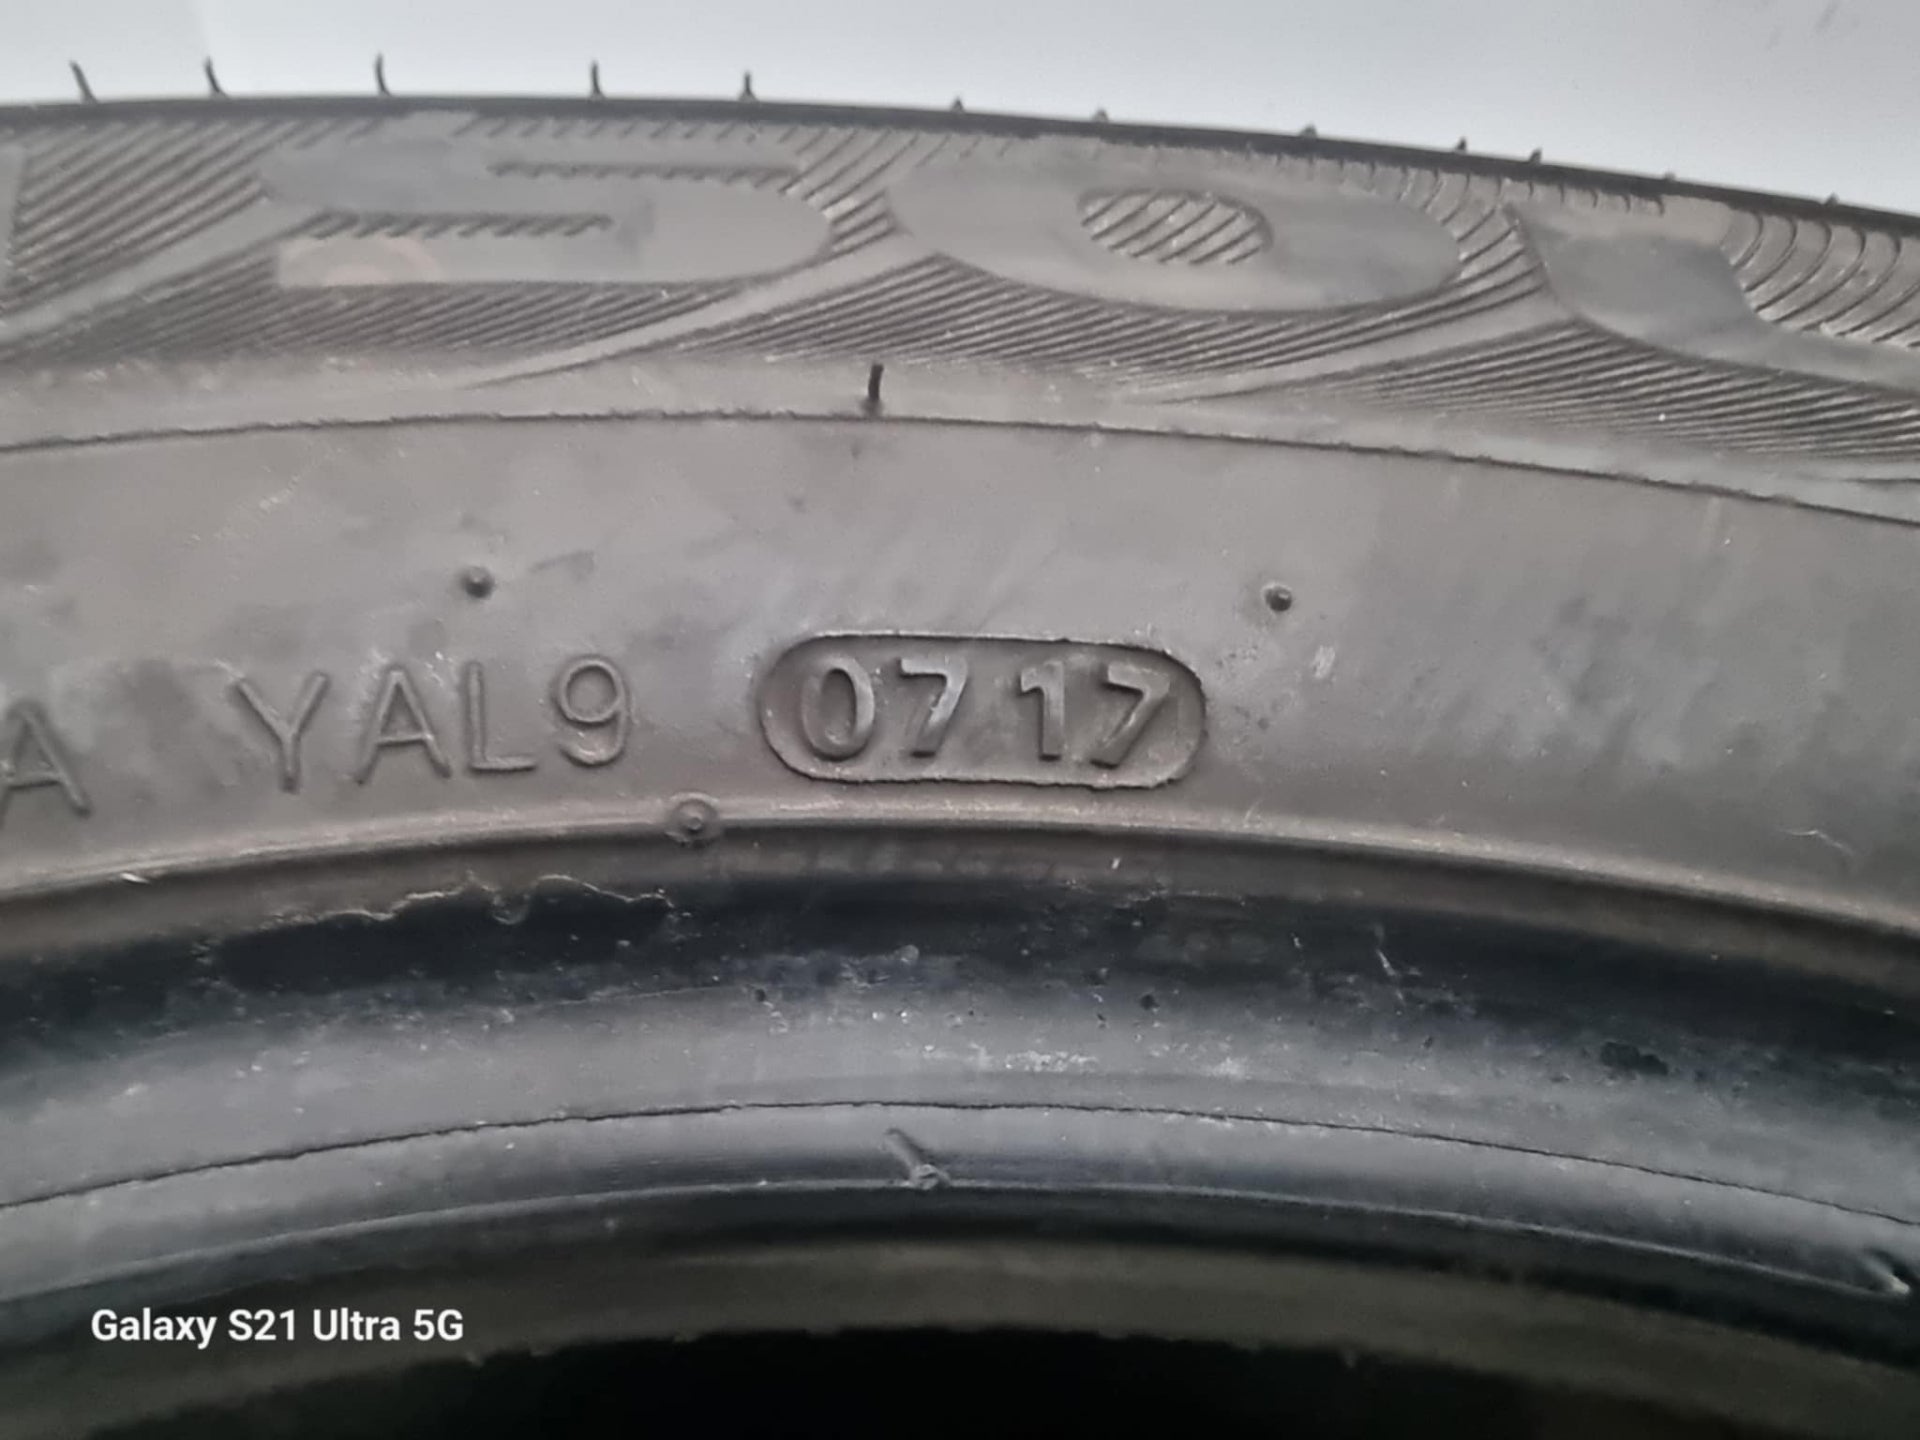 A YAL9 0717
Galaxy S21 Ultra 5G